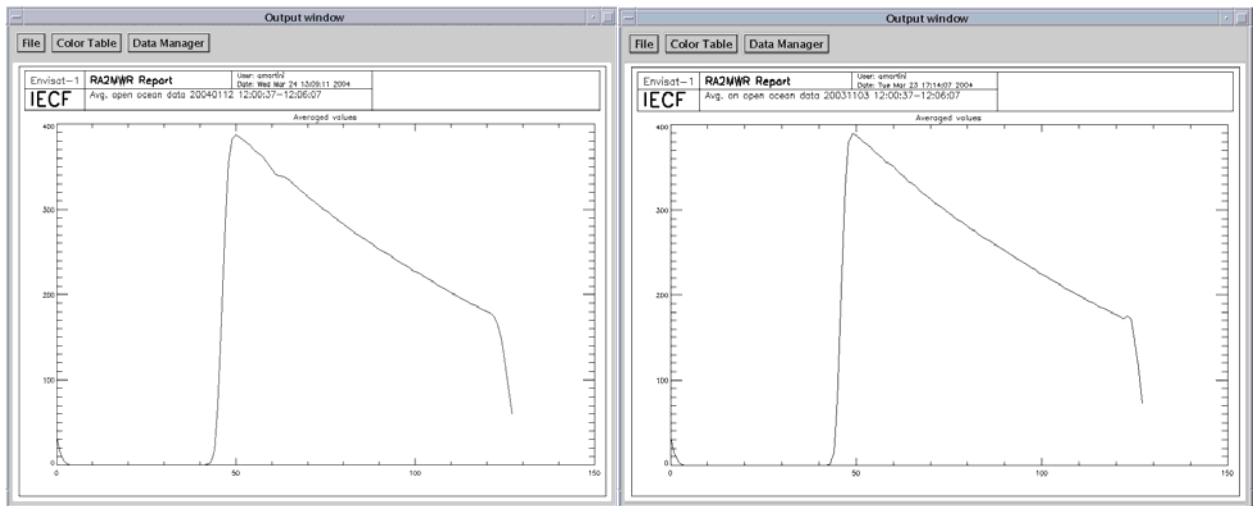 Output window
File Color Table Data Manager
Envisat-1 RA2MWR Report User: amartini
Date: Wed Mar 24 13:09:11 2004
IECF Avg. open ocean data 20040112 12:00:37-12:06:07
Averaged values
400
300
200
100
0
0 50 100 150
Output window
File Color Table Data Manager
Envisat-1 RA2MWR Report User: amartini
Date: Tue Mar 23 17:14:07 2004
IECF Avg. on open ocean data 20031103 12:00:37-12:06:07
Averaged values
400
300
200
100
0
0 50 100 150